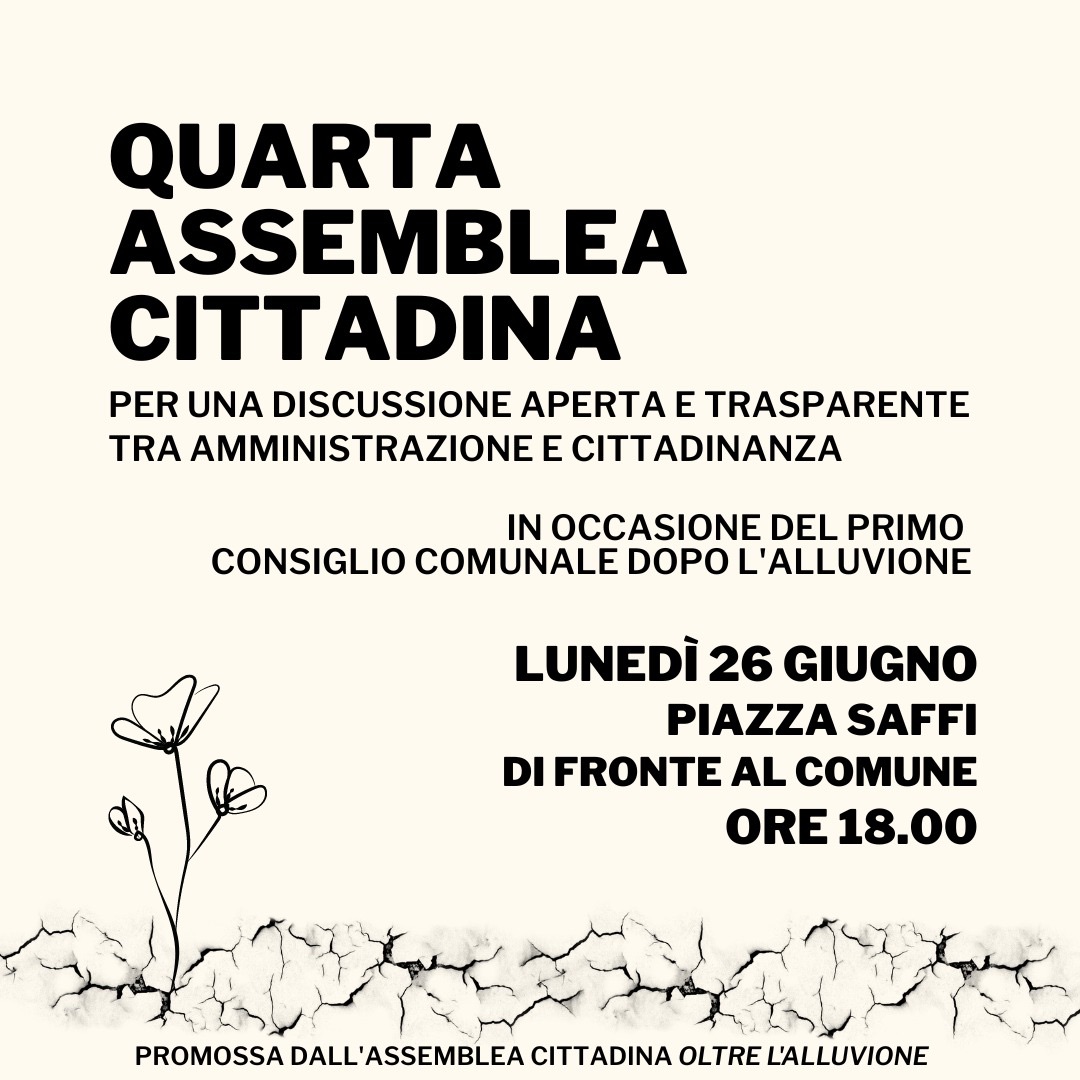 QUARTA
ASSEMBLEA
CITTADINA
PER UNA DISCUSSIONE APERTA E TRASPARENTE
TRA AMMINISTRAZIONE E CITTADINANZA
IN OCCASIONE DEL PRIMO
CONSIGLIO COMUNALE DOPO L'ALLUVIONE
LUNEDÌ 26 GIUGNO
PIAZZA SAFFI
DI FRONTE AL COMUNE
ORE 18.00
PROMOSSA DALL'ASSEMBLEA CITTADINA OLTRE L'ALLUVIONE